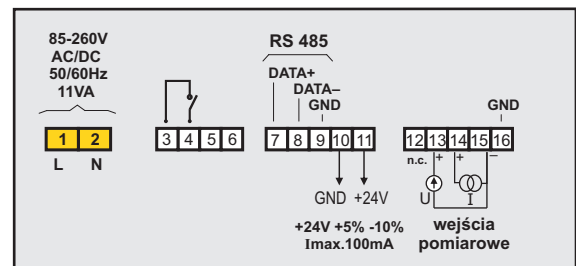 85-260V
AC/DC
50/60Hz
11VA
1 2
L N
3 4 5 6
RS 485
DATA+
DATA–
GND
7 8 9 10 11
GND +24V
+24V +5% -10%
Imax.100mA
GND
12 13 14 15 16
n.c. + + –
U I
wejścia
pomiarowe